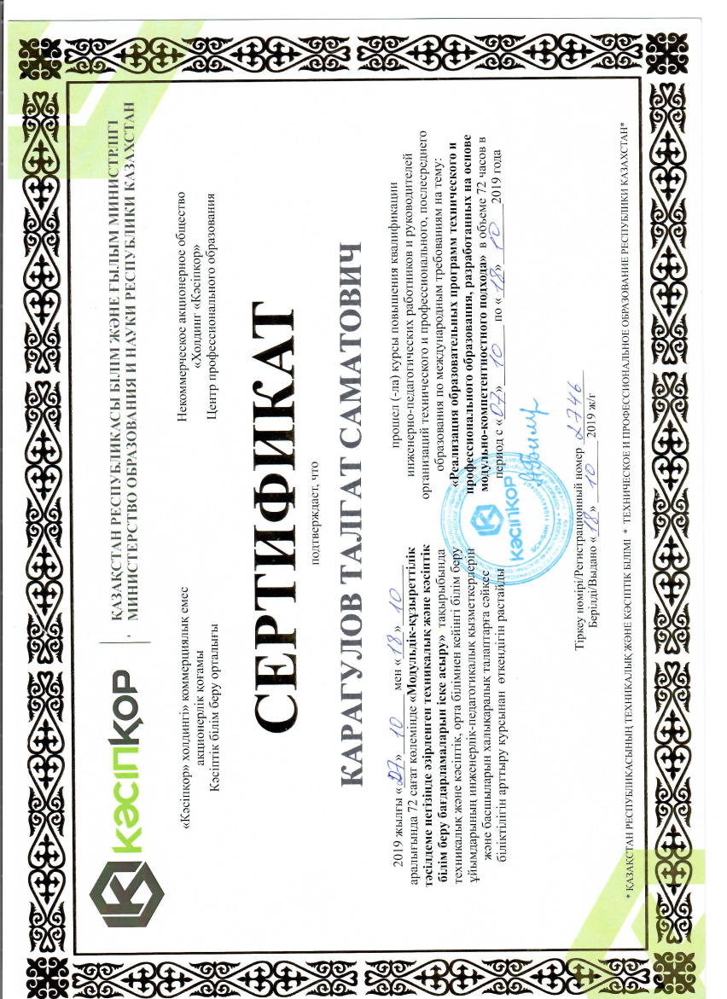 КӘСІПҚОР
ҚАЗАҚСТАН РЕСПУБЛИКАСЫ БІЛІМ ЖӘНЕ ҒЫЛЫМ МИНИСТРЛІГІ
МИНИСТЕРСТВО ОБРАЗОВАНИЯ И НАУКИ РЕСПУБЛИКИ КАЗАХСТАН
«Кәсіпқор» холдингі» коммерциялық емес
акционерлік қоғамы
Кәсіптік білім беру орталығы
Некоммерческое акционерное общество
«Холдинг «Кәсіпқор»
Центр профессионального образования
СЕРТИФИКАТ
подтверждает, что
КАРАГУЛОВ ТАЛГАТ САМАТОВИЧ
2019 жылғы «07» 10 мен «18» 10
аралығында 72 сағат көлемінде «Модульдік-құзыреттілік
тәсілдеме негізінде әзірленген техникалық және кәсіптік
білім беру бағдарламаларын іске асыру» тақырыбында
техникалық және кәсіптік, орта білімнен кейінгі білім беру
ұйымдарының инженерлік-педагогикалық қызметкерлерін
және басшыларын халықаралық талаптарға сәйкес
біліктілігін арттыру курсынан өткендігін растайды
прошел (-ла) курсы повышения квалификации
инженерно-педагогических работников и руководителей
организаций технического и профессионального, послесреднего
образования по международным требованиям на тему:
«Реализация образовательных программ технического и
профессионального образования, разработанных на основе
модульно-компетентностного подхода» в объеме 72 часов в
период с «07» 10 по «18» 10 2019 года
КӘСІПҚОР
Тіркеу нөмірі/Регистрационный номер 2746
Берілді/Выдано «18» 10 2019 ж/г
* ҚАЗАҚСТАН РЕСПУБЛИКАСЫНЫҢ ТЕХНИКАЛЫҚ ЖӘНЕ КӘСІПТІК БІЛІМІ * ТЕХНИЧЕСКОЕ И ПРОФЕССИОНАЛЬНОЕ ОБРАЗОВАНИЕ РЕСПУБЛИКИ КАЗАХСТАН*